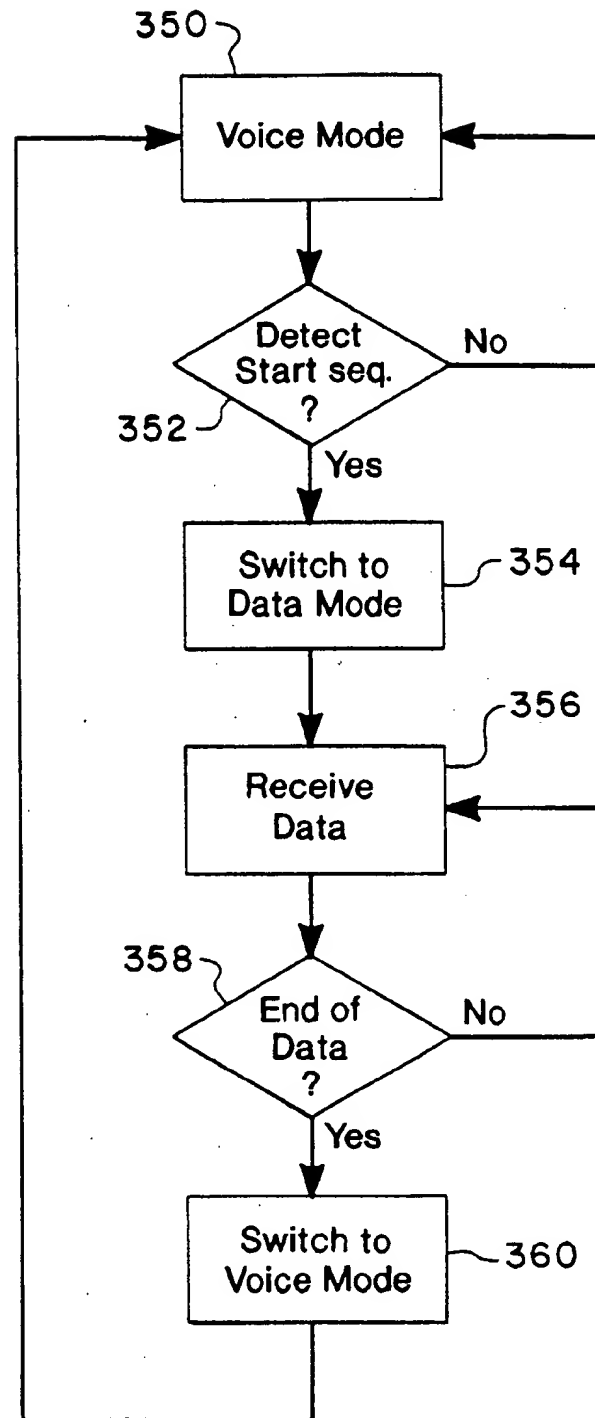 350
Voice Mode
Detect
Start seq.
?
No
352
Yes
Switch to
Data Mode
354
356
Receive
Data
358
End of
Data
?
No
Yes
Switch to
Voice Mode
360